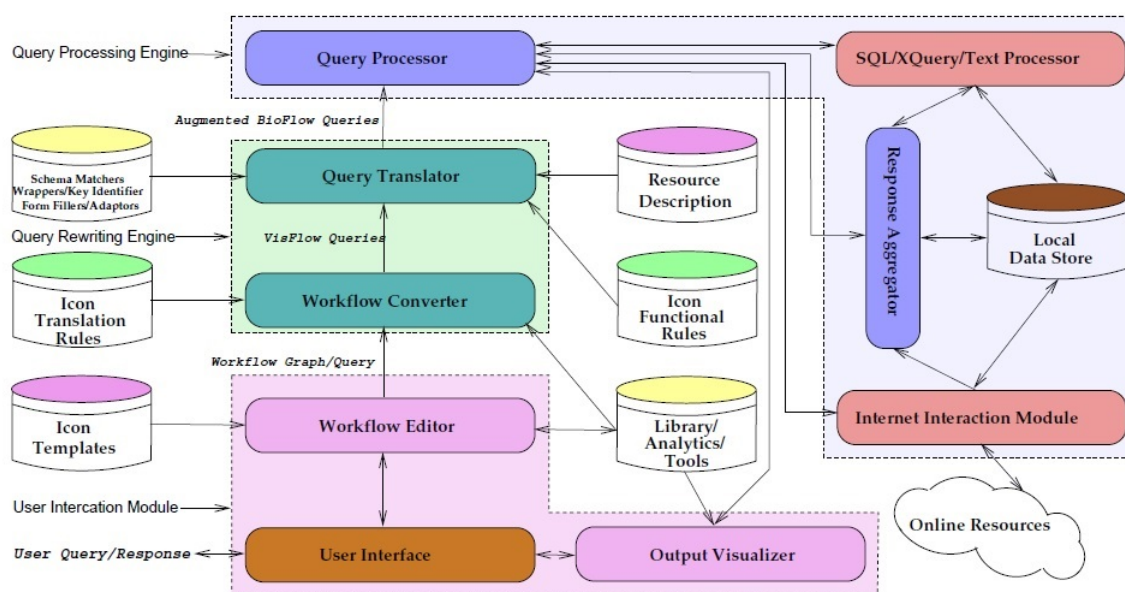 Query Processing Engine
Query Processor
SQL/XQuery/Text Processor
Augmented BioFlow Queries
Schema Matchers
Wrappers/Key Identifier
Form Fillers/Adaptors
Query Translator
Resource
Description
Response Aggregator
Query Rewriting Engine
VisFlow Queries
Local
Data Store
Icon
Translation
Rules
Workflow Converter
Icon
Functional
Rules
Workflow Graph/Query
Icon
Templates
Workflow Editor
Library/
Analytics/
Tools
Internet Interaction Module
User Intercation Module
User Query/Response
User Interface
Output Visualizer
Online Resources